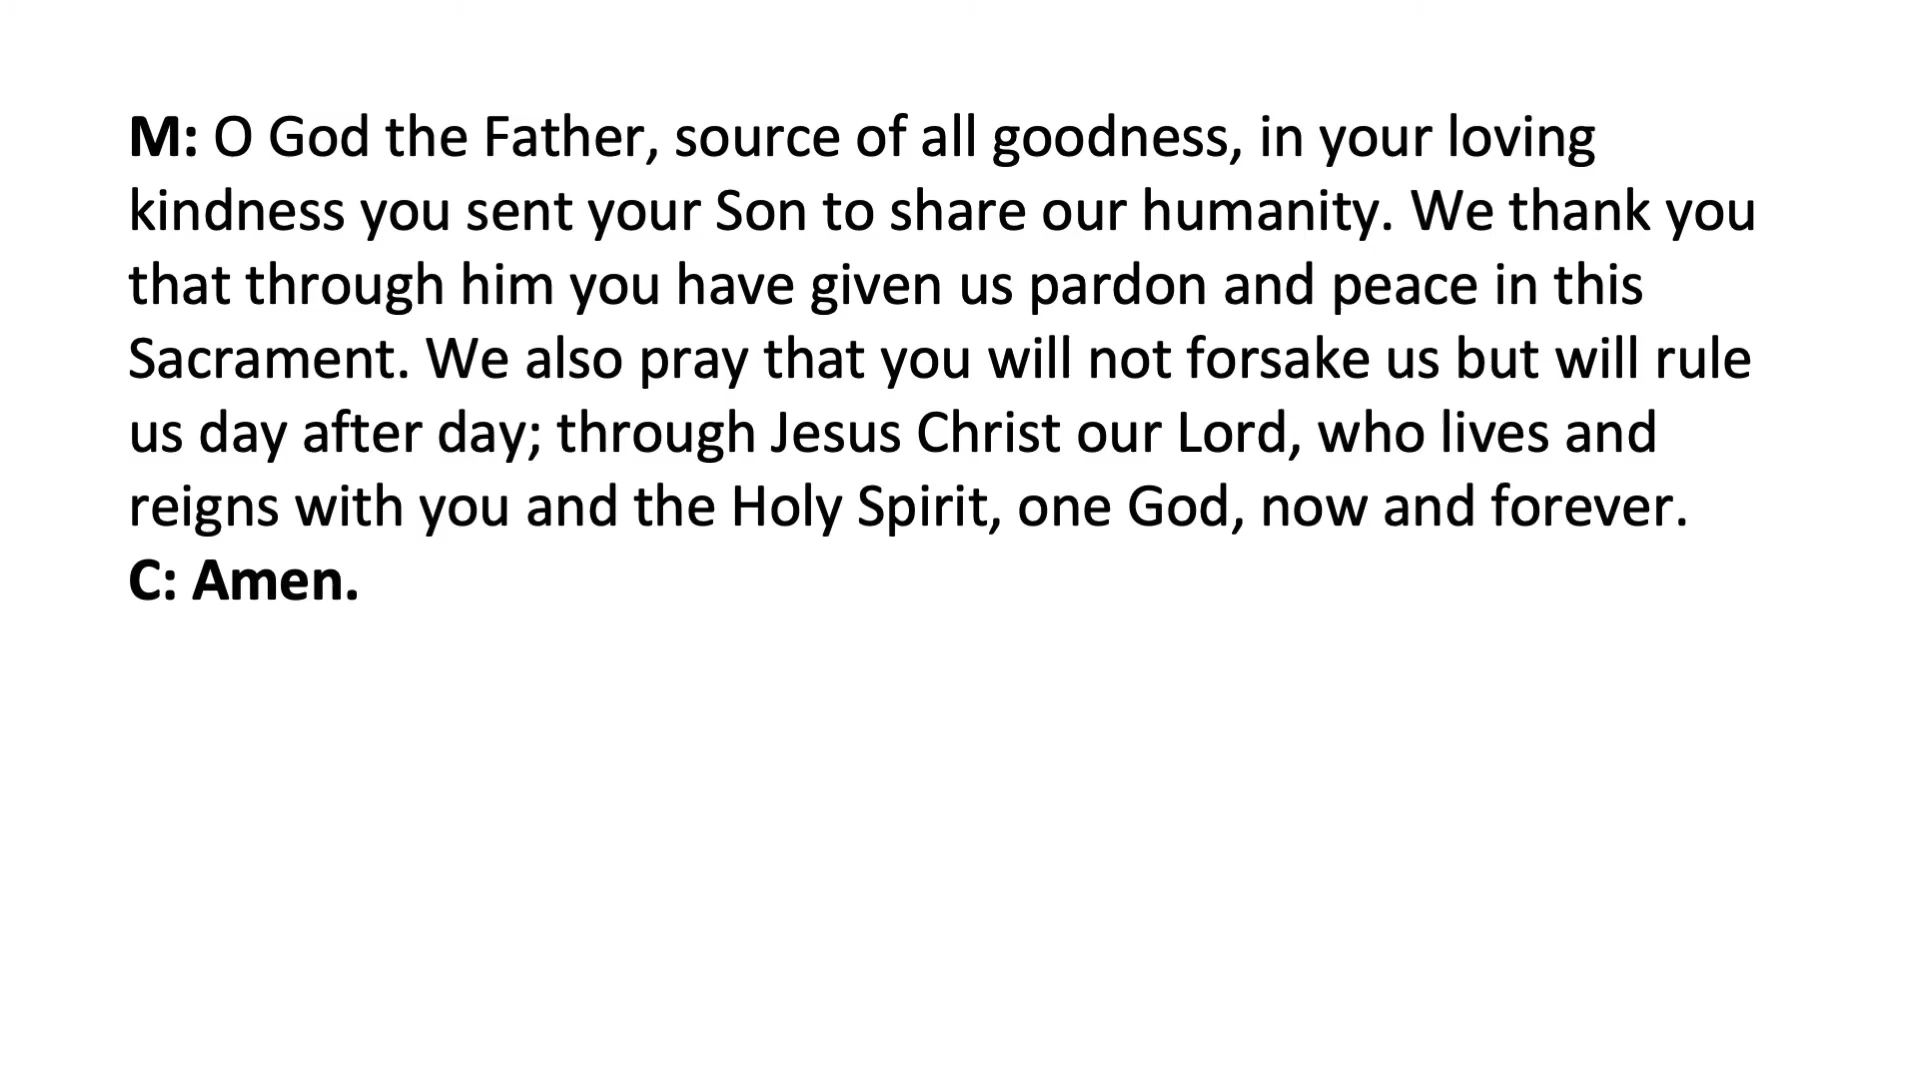 M: O God the Father, source of all goodness, in your loving
kindness you sent your Son to share our humanity. We thank you
that through him you have given us pardon and peace in this
Sacrament. We also pray that you will not forsake us but will rule
us day after day; through Jesus Christ our Lord, who lives and
reigns with you and the Holy Spirit, one God, now and forever.
C: Amen.